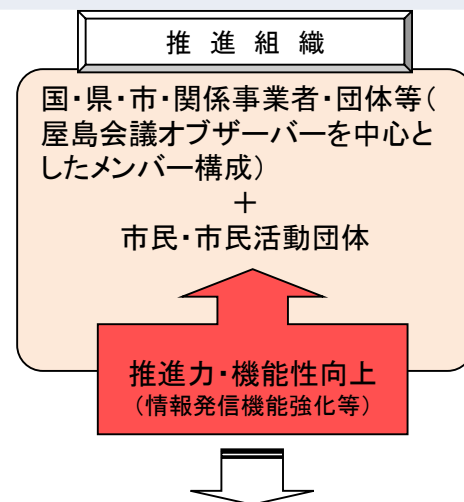 推 進 組 織
国・県・市・関係事業者・団体等(
屋島会議オブザーバーを中心と
したメンバー構成)
+
市民・市民活動団体
推進力・機能性向上
(情報発信機能強化等)